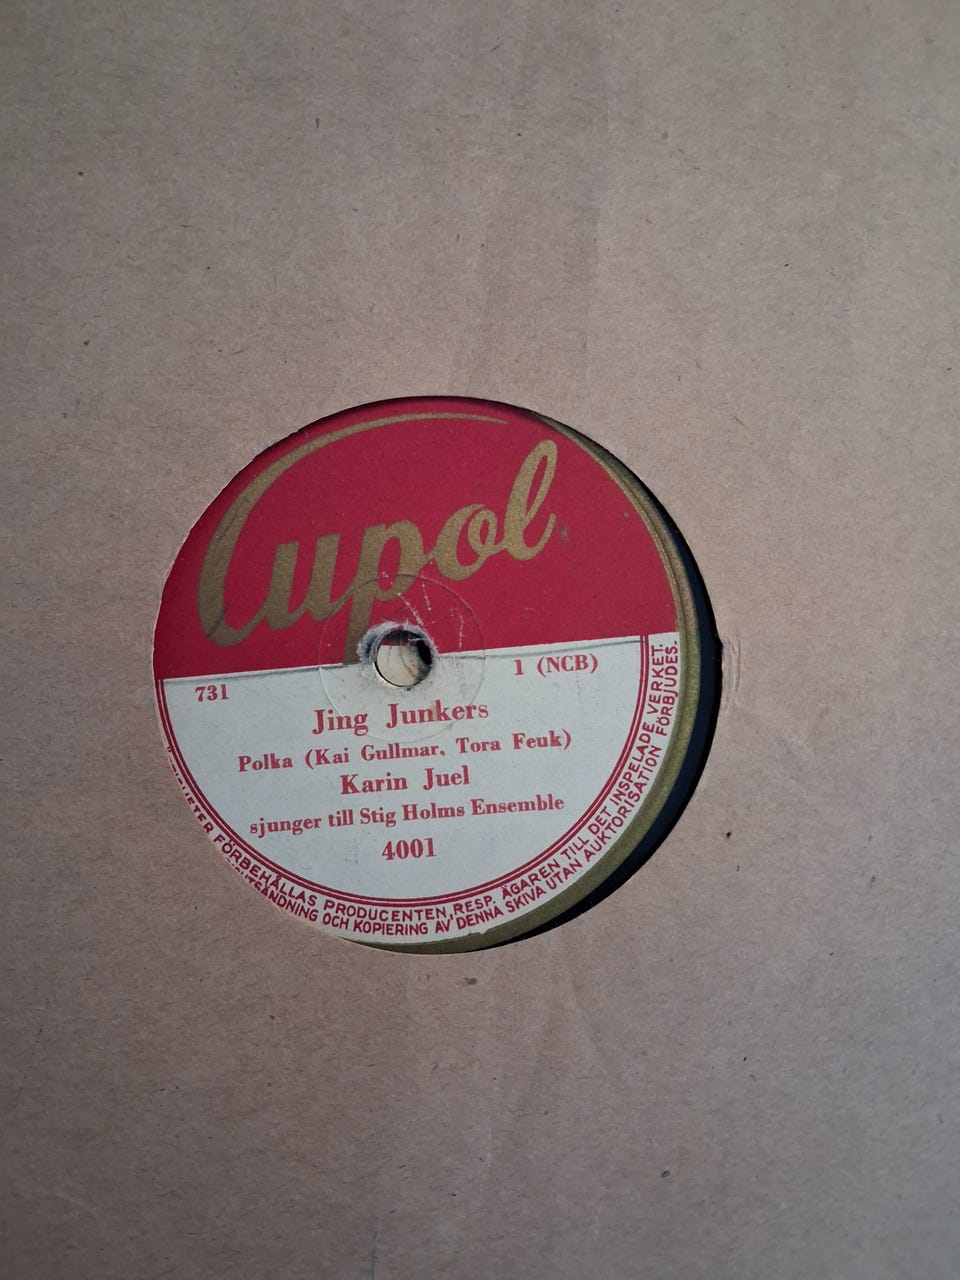 Cupol
731
1 (NCB)
Jing Junkers
Polka (Kai Gullmar, Tora Feuk)
Karin Juel
sjunger till Stig Holms Ensemble
4001
FÖRBEHÅLLAS PRODUCENTEN, RESP. ÄGAREN TILL DET INSPELADE VERKET.
UTSÄNDNING OCH KOPIERING AV DENNA SKIVA UTAN AUKTORISATION FÖRBJUDES.